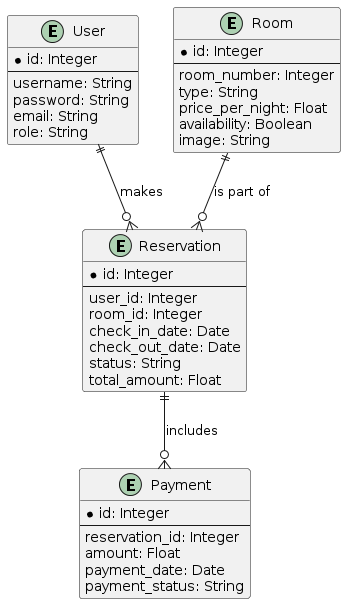 E User
* id: Integer
username: String
password: String
email: String
role: String
E Room
* id: Integer
room_number: Integer
type: String
price_per_night: Float
availability: Boolean
image: String
makes
is part of
E Reservation
* id: Integer
user_id: Integer
room_id: Integer
check_in_date: Date
check_out_date: Date
status: String
total_amount: Float
includes
E Payment
* id: Integer
reservation_id: Integer
amount: Float
payment_date: Date
payment_status: String